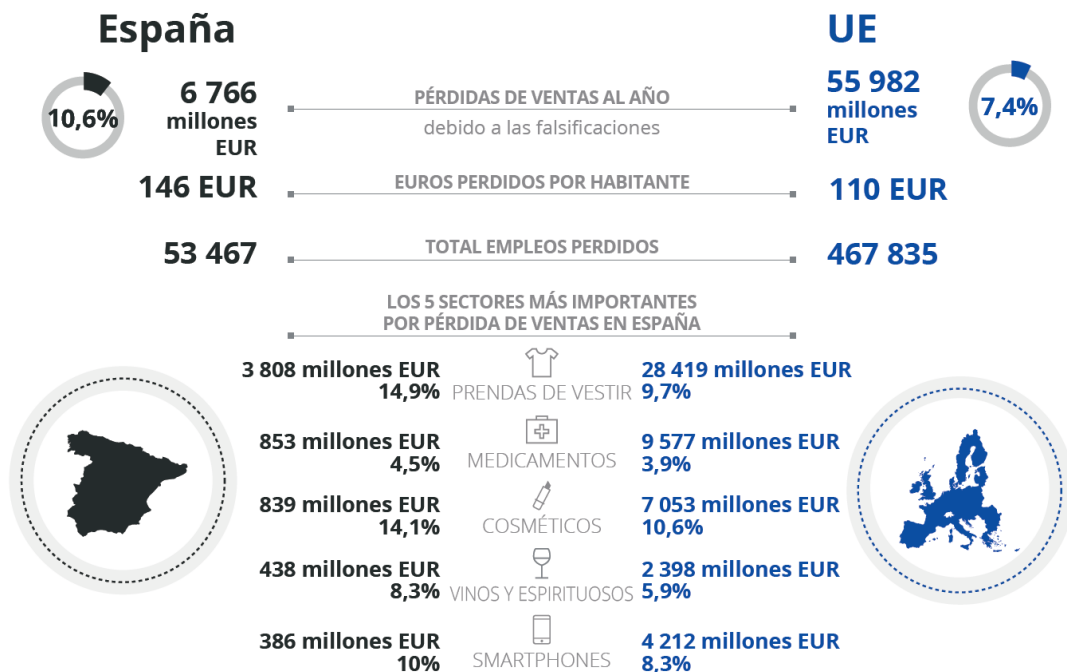 España
UE
10,6%
6 766
millones
EUR
PÉRDIDAS DE VENTAS AL AÑO
debido a las falsificaciones
55 982
millones
EUR
7,4%
146 EUR
EUROS PERDIDOS POR HABITANTE
110 EUR
53 467
TOTAL EMPLEOS PERDIDOS
467 835
LOS 5 SECTORES MÁS IMPORTANTES
POR PÉRDIDA DE VENTAS EN ESPAÑA
3 808 millones EUR
14,9%
PRENDAS DE VESTIR
28 419 millones EUR
9,7%
853 millones EUR
4,5%
MEDICAMENTOS
9 577 millones EUR
3,9%
839 millones EUR
14,1%
COSMÉTICOS
7 053 millones EUR
10,6%
438 millones EUR
8,3%
VINOS Y ESPIRITUOSOS
2 398 millones EUR
5,9%
386 millones EUR
10%
SMARTPHONES
4 212 millones EUR
8,3%